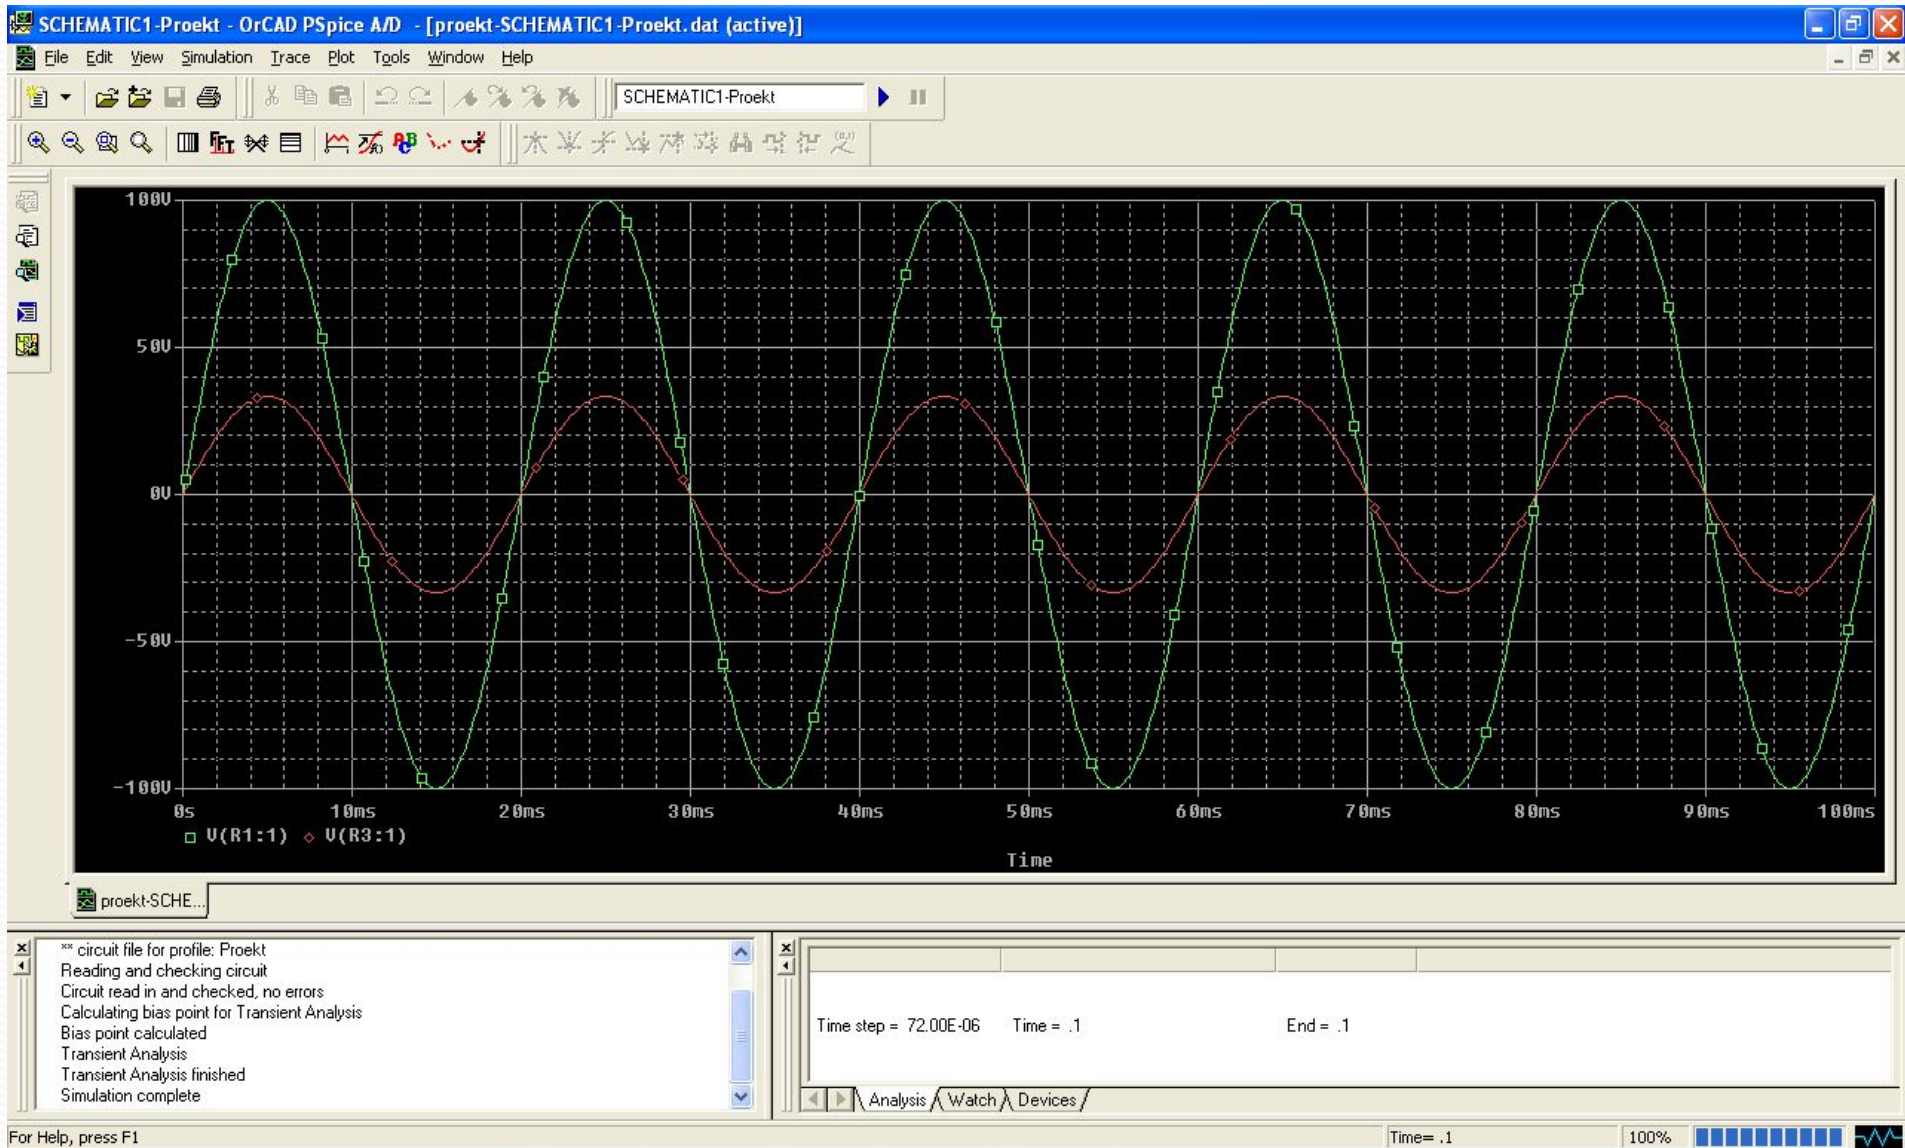 SCHEMATIC1-Proekt - OrCAD PSpice A/D - [proekt-SCHEMATIC1-Proekt.dat (active)]
File Edit View Simulation Trace Plot Tools Window Help
SCHEMATIC1-Proekt
FFT
100V
50V
0V
-50V
-100V
0s 10ms 20ms 30ms 40ms 50ms 60ms 70ms 80ms 90ms 100ms
V(R1:1) V(R3:1)
Time
proekt-SCHE...
** circuit file for profile: Proekt
Reading and checking circuit
Circuit read in and checked, no errors
Calculating bias point for Transient Analysis
Bias point calculated
Transient Analysis
Transient Analysis finished
Simulation complete
Time step = 72.00E-06 Time = .1 End = .1
Analysis Watch Devices
For Help, press F1 Time= .1 100%